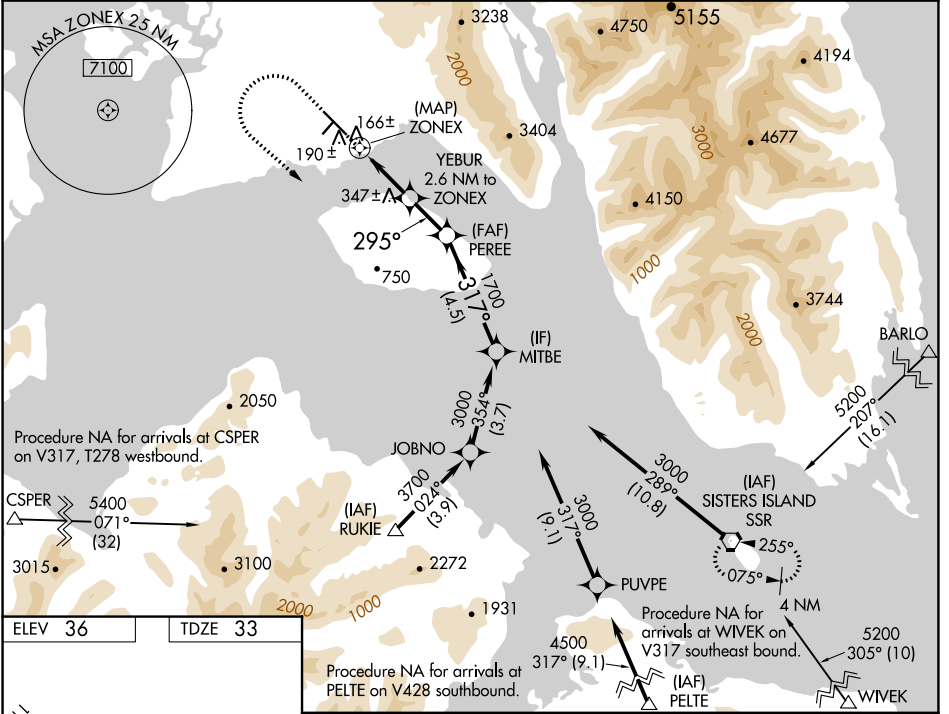 MSA ZONEX 25 NM
7100
3238
4750
5155
4194
2000
3404
3000
4677
(MAP)
ZONEX
166±
190±
YEBUR
2.6 NM to
ZONEX
347±
295°
(FAF)
PEREE
750
4150
1000
3744
2000
1700
317°
(4.5)
(IF)
MITBE
BARLO
5200
207°
(16.1)
3000
354°
(3.7)
2050
Procedure NA for arrivals at CSPER
on V317, T278 westbound.
JOBNO
3700
024°
(3.9)
(IAF)
RUKIE
CSPER
5400
071°
(32)
3015
3100
2272
2000
1000
1931
3000
317°
(9.1)
3000
289°
(10.8)
(IAF)
SISTERS ISLAND
SSR
255°
075°
4 NM
PUVPE
Procedure NA for
arrivals at WIVEK on
V317 southeast bound.
5200
305° (10)
WIVEK
4500
317° (9.1)
(IAF)
PELTE
Procedure NA for arrivals at
PELTE on V428 southbound.
ELEV 36
TDZE 33